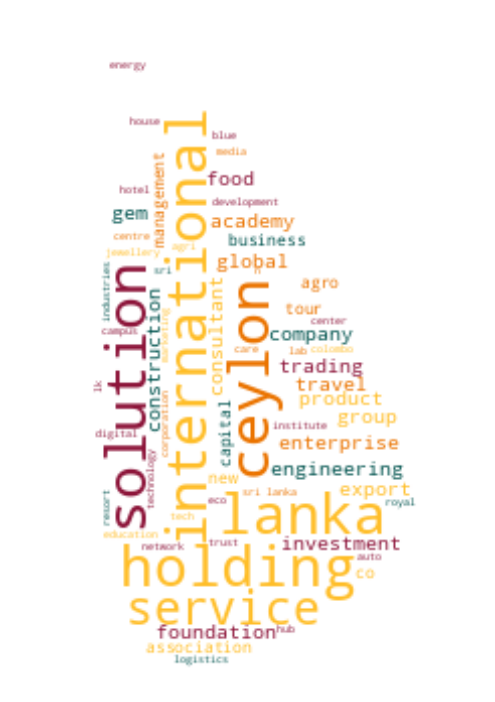 energy
house
blue
media
management
international
hotel
food
development
gem
academy
centre
business
agri
jewellery
global
sri
industries
solution
construction
marketing
consultant
ceylon
agro
tour
center
campus
company
care
lab
colombo
trading
lk
travel
product
corporation
capital
group
institute
digital
enterprise
technology
engineering
new
export
resort
eco
sri lanka
royal
lanka
tech
education
network
trust
investment
auto
holding
co
service
foundation
hub
association
logistics